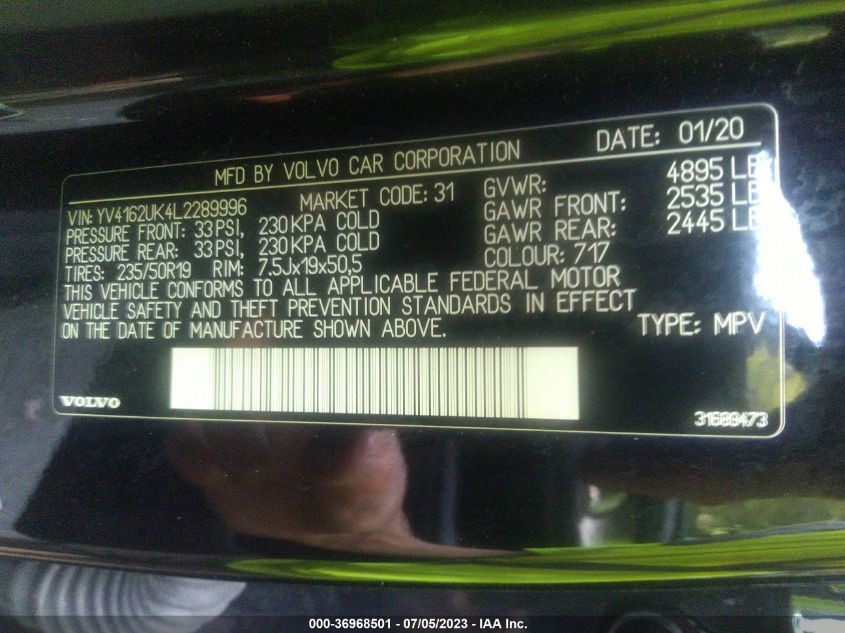 MFD BY VOLVO CAR CORPORATION DATE: 01/20
VIN: YV4162UK4L2289996 MARKET CODE: 31 GVWR: 4895 LB
PRESSURE FRONT: 33PSI, 230KPA COLD GAWR FRONT: 2535 LB
PRESSURE REAR: 33PSI, 230KPA COLD GAWR REAR: 2445 LB
TIRES: 235/50R19 RIM: 7.5Jx19x50,5 COLOUR: 717
THIS VEHICLE CONFORMS TO ALL APPLICABLE FEDERAL MOTOR
VEHICLE SAFETY AND THEFT PREVENTION STANDARDS IN EFFECT
ON THE DATE OF MANUFACTURE SHOWN ABOVE. TYPE: MPV
VOLVO 31689473
000-36968501 - 07/05/2023 - IAA Inc.